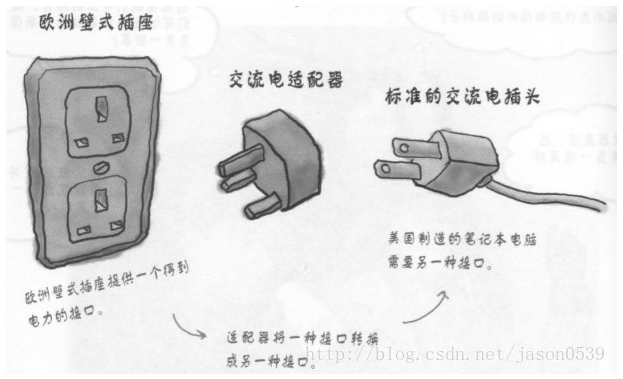 欧洲壁式插座
交流电适配器
标准的交流电插头
欧洲壁式插座提供一个得到
电力的接口。
适配器将一种接口转换
成另一种接口。
美国制造的笔记本电脑
需要另一种接口。
http://blog.csdn.net/jason0539